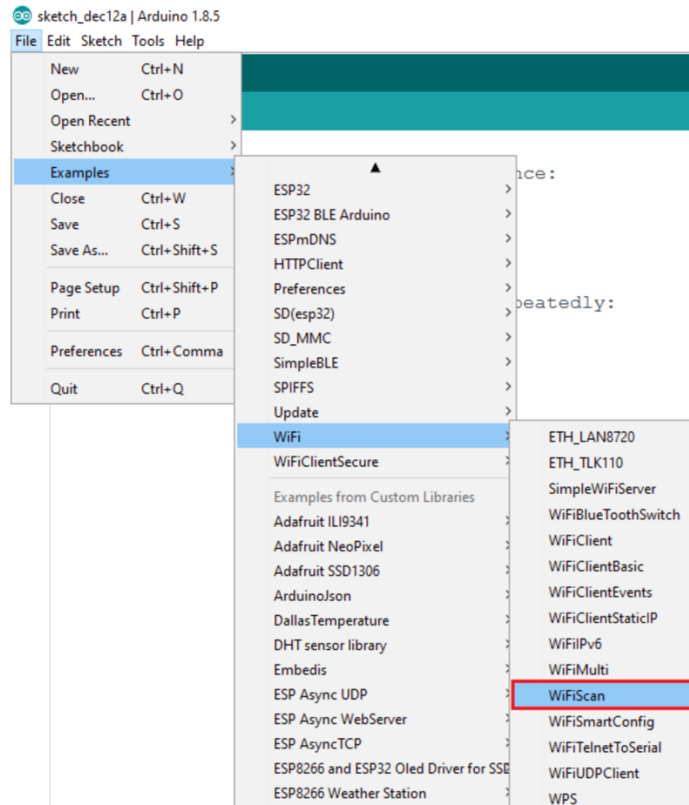 sketch_dec12a | Arduino 1.8.5
File Edit Sketch Tools Help
New Ctrl+N
Open... Ctrl+O
Open Recent
Sketchbook
Examples
Close Ctrl+W
Save Ctrl+S
Save As... Ctrl+Shift+S
Page Setup Ctrl+Shift+P
Print Ctrl+P
Preferences Ctrl+Comma
Quit Ctrl+Q
ESP32
ESP32 BLE Arduino
ESPmDNS
HTTPClient
Preferences
SD(esp32)
SD_MMC
SimpleBLE
SPIFFS
Update
WiFi
WiFiClientSecure
Examples from Custom Libraries
Adafruit ILI9341
Adafruit NeoPixel
Adafruit SSD1306
ArduinoJson
DallasTemperature
DHT sensor library
Embedis
ESP Async UDP
ESP Async WebServer
ESP AsyncTCP
ESP8266 and ESP32 Oled Driver for SSD
ESP8266 Weather Station
nce:
peatedly:
ETH_LAN8720
ETH_TLK110
SimpleWiFiServer
WiFiBlueToothSwitch
WiFiClient
WiFiClientBasic
WiFiClientEvents
WiFiClientStaticIP
WiFiIPv6
WiFiMulti
WiFiScan
WiFiSmartConfig
WiFiTelnetToSerial
WiFiUDPClient
WPS